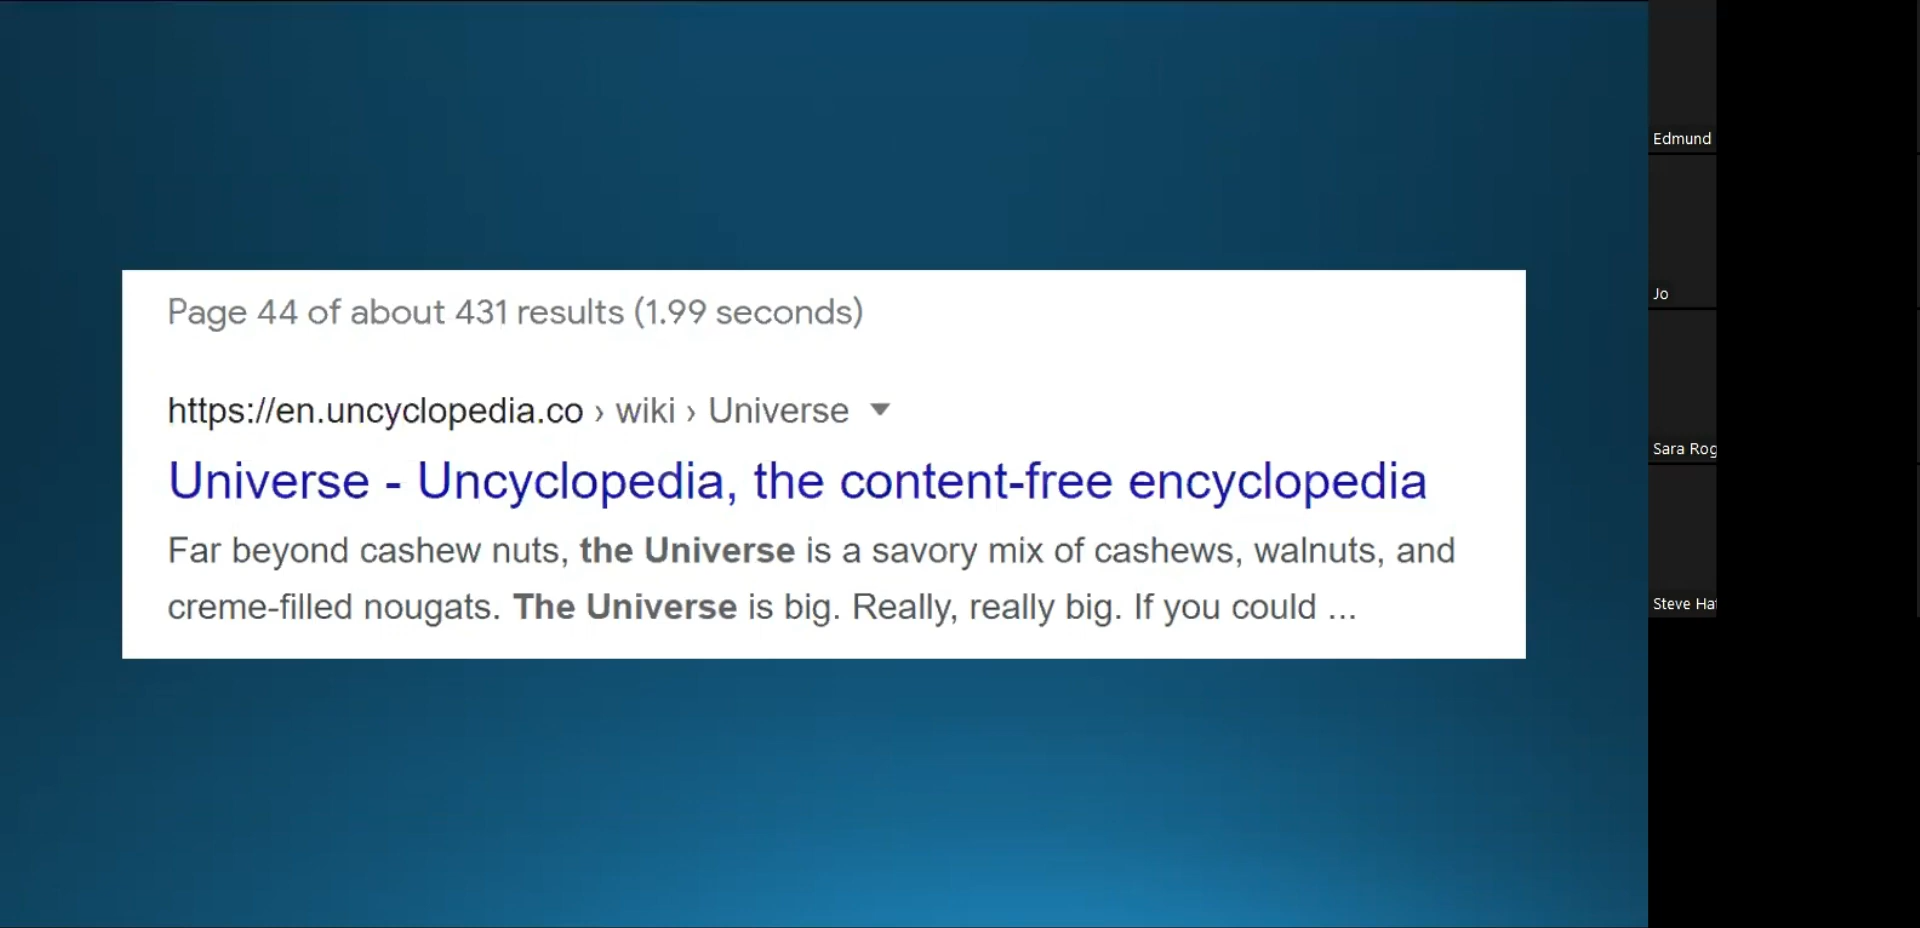 Page 44 of about 431 results (1.99 seconds)
https://en.uncyclopedia.co › wiki › Universe
Universe - Uncyclopedia, the content-free encyclopedia
Far beyond cashew nuts, the Universe is a savory mix of cashews, walnuts, and
creme-filled nougats. The Universe is big. Really, really big. If you could ...
Edmund
Jo
Sara Rog
Steve Ha